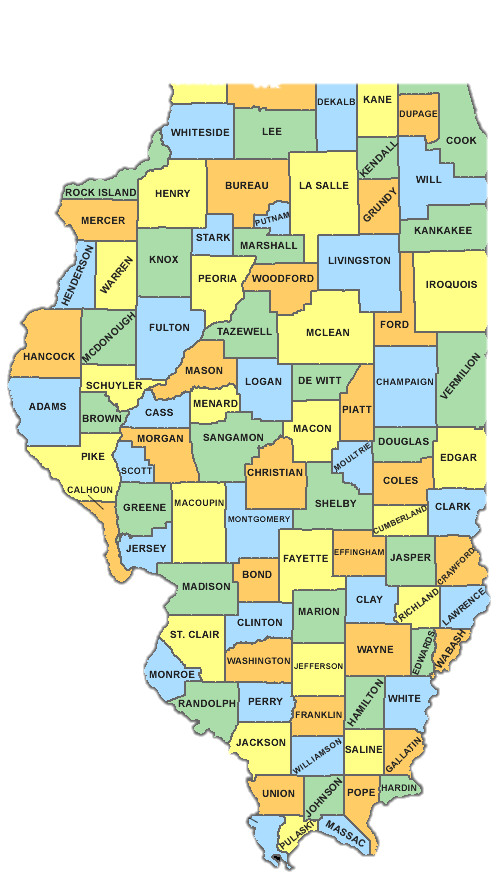 DEKALB
KANE
DUPAGE
COOK
WHITESIDE
LEE
KENDALL
WILL
ROCK ISLAND
HENRY
BUREAU
LA SALLE
GRUNDY
MERCER
PUTNAM
STARK
MARSHALL
KANKAKEE
HENDERSON
WARREN
KNOX
PEORIA
WOODFORD
LIVINGSTON
IROQUOIS
HANCOCK
MCDONOUGH
FULTON
TAZEWELL
MCLEAN
FORD
VERMILION
SCHUYLER
MASON
LOGAN
DE WITT
CHAMPAIGN
ADAMS
BROWN
CASS
MENARD
PIATT
MACON
MORGAN
SANGAMON
DOUGLAS
PIKE
SCOTT
CHRISTIAN
MOULTRIE
EDGAR
CALHOUN
GREENE
MACOUPIN
SHELBY
COLES
MONTGOMERY
CUMBERLAND
CLARK
JERSEY
FAYETTE
EFFINGHAM
JASPER
CRAWFORD
MADISON
BOND
CLAY
RICHLAND
LAWRENCE
MARION
ST. CLAIR
CLINTON
WASHINGTON
JEFFERSON
WAYNE
EDWARDS
WABASH
MONROE
RANDOLPH
PERRY
FRANKLIN
HAMILTON
WHITE
JACKSON
WILLIAMSON
SALINE
GALLATIN
UNION
JOHNSON
POPE
HARDIN
PULASKI
MASSAC